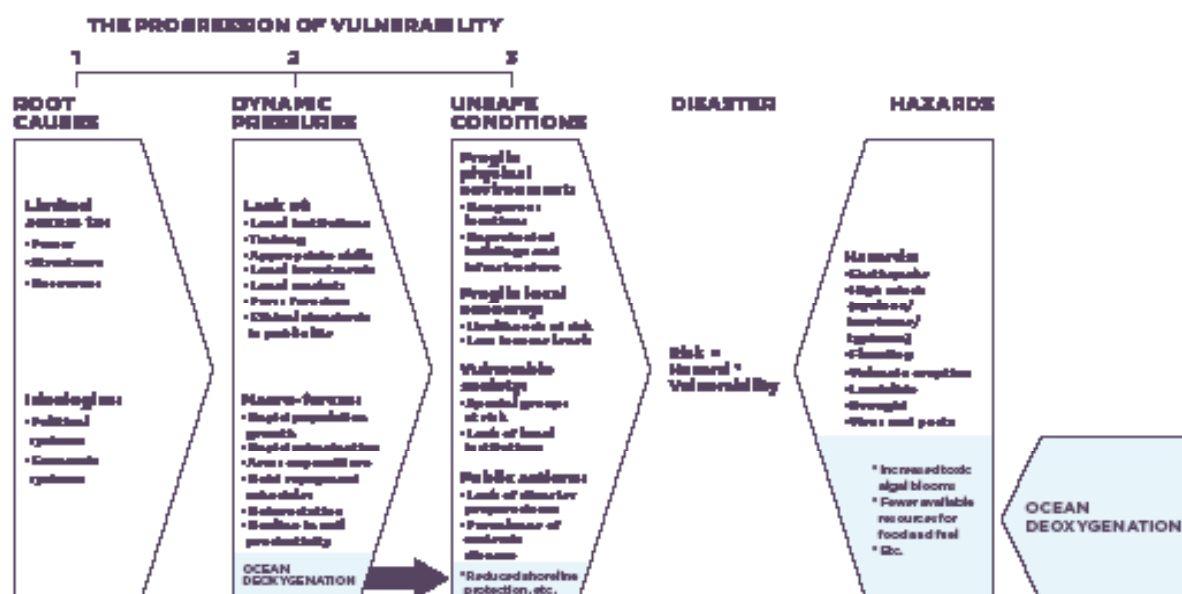 THE PROGRESSION OF VULNERABILITY
1
2
3
ROOT
CAUSES
DYNAMIC
PRESSURES
UNSAFE
CONDITIONS
DISASTER
HAZARDS
Limited
access to:
• Power
• Structures
• Resources
Ideologies:
• Political
systems
• Economic
systems
Lack of:
• Local institutions
• Training
• Appropriate skills
• Local investments
• Local markets
• Press freedom
• Ethical standards
in public life
Macro-forces:
• Rapid population
growth
• Rapid urbanisation
• Arms expenditure
• Debt repayment
schedules
• Deforestation
• Decline in soil
productivity
OCEAN
DEOXYGENATION
Fragile
physical
environment:
• Dangerous
locations
• Unprotected
buildings and
infrastructure
Fragile local
economy:
• Livelihoods at risk
• Low income levels
Vulnerable
society:
• Special groups
at risk
• Lack of local
institutions
Public actions:
• Lack of disaster
preparedness
• Prevalence of
endemic
disease
* Reduced shoreline
protection, etc.
Risk =
Hazard *
Vulnerability
Hazards:
• Earthquake
• High winds
(cyclone/
hurricane/
typhoon)
• Flooding
• Volcanic eruption
• Landslide
• Drought
• Virus and pests
* Increased toxic
algal blooms
* Fewer available
resources for
food and fuel
* Etc.
OCEAN
DEOXYGENATION